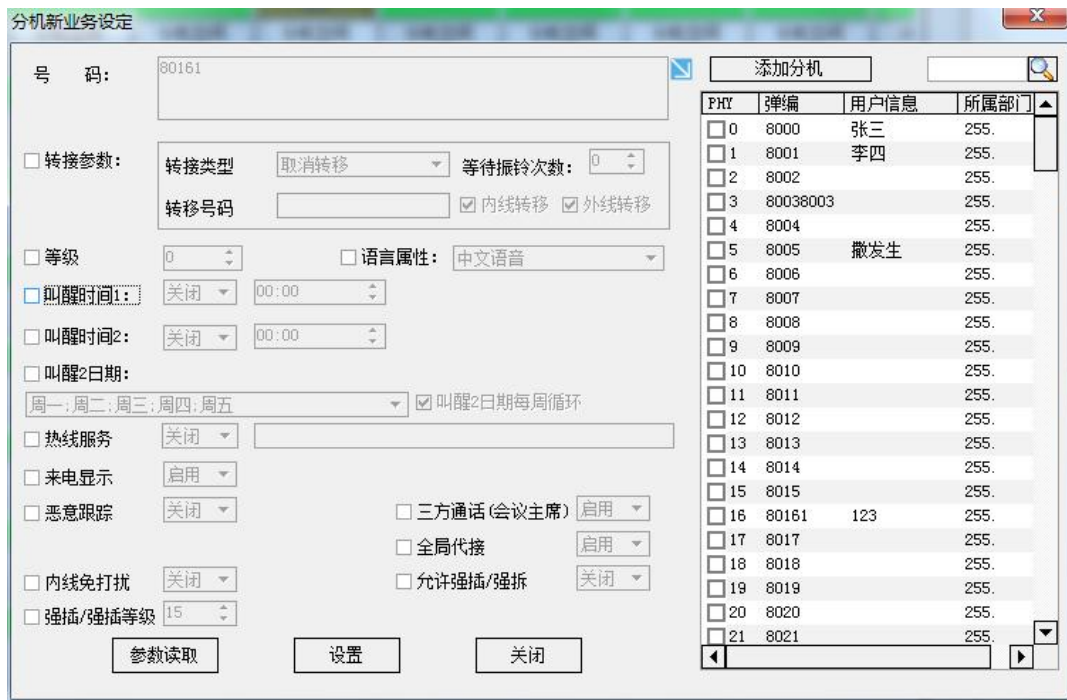 分机新业务设定
号 码: 80161
添加分机
转接参数:
转接类型 取消转移 等待振铃次数: 0
转移号码 内线转移 外线转移
等级 0 语言属性: 中文语音
叫醒时间1: 关闭 00:00
叫醒时间2: 关闭 00:00
叫醒2日期:
周一;周二;周三;周四;周五 叫醒2日期每周循环
热线服务 关闭
来电显示 启用
恶意跟踪 关闭 三方通话(会议主席) 启用
全局代接 启用
内线免打扰 关闭 允许强插/强拆 关闭
强插/强插等级 15
参数读取 设置 关闭
PHY 弹编 用户信息 所属部门
0 8000 张三 255.
1 8001 李四 255.
2 8002 255.
3 80038003 255.
4 8004 255.
5 8005 撒发生 255.
6 8006 255.
7 8007 255.
8 8008 255.
9 8009 255.
10 8010 255.
11 8011 255.
12 8012 255.
13 8013 255.
14 8014 255.
15 8015 255.
16 80161 123 255.
17 8017 255.
18 8018 255.
19 8019 255.
20 8020 255.
21 8021 255.